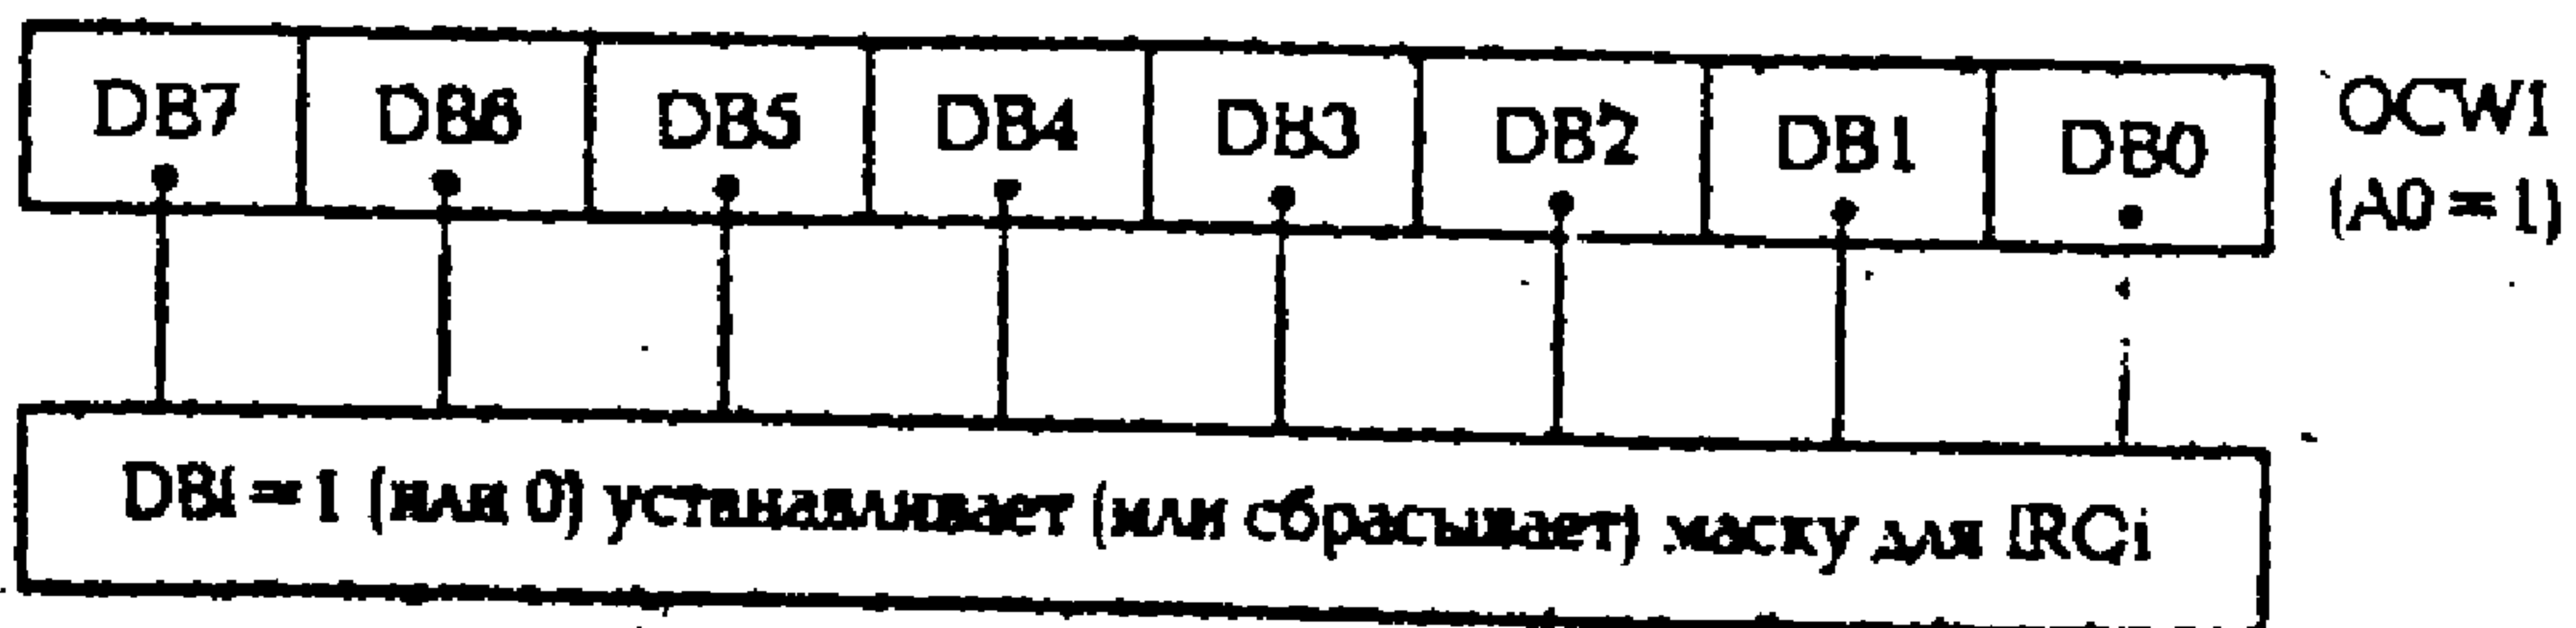 DB7 DB6 DB5 DB4 DB3 DB2 DB1 DB0 OCW1
(A0 = 1)
DBi = 1 (или 0) устанавливает (или сбрасывает) маску для IRQi